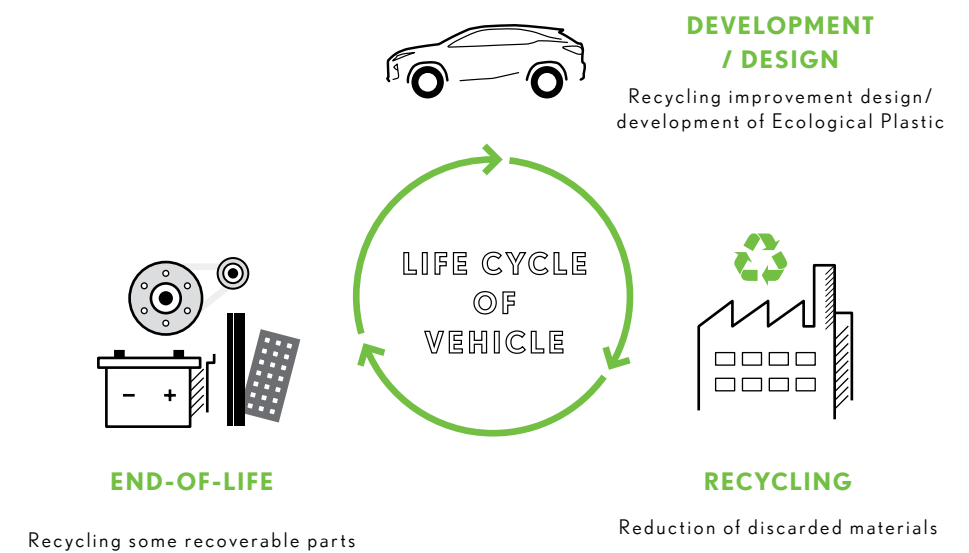 DEVELOPMENT
/ DESIGN
Recycling improvement design/
development of Ecological Plastic
LIFE CYCLE
OF
VEHICLE
END-OF-LIFE
Recycling some recoverable parts
RECYCLING
Reduction of discarded materials